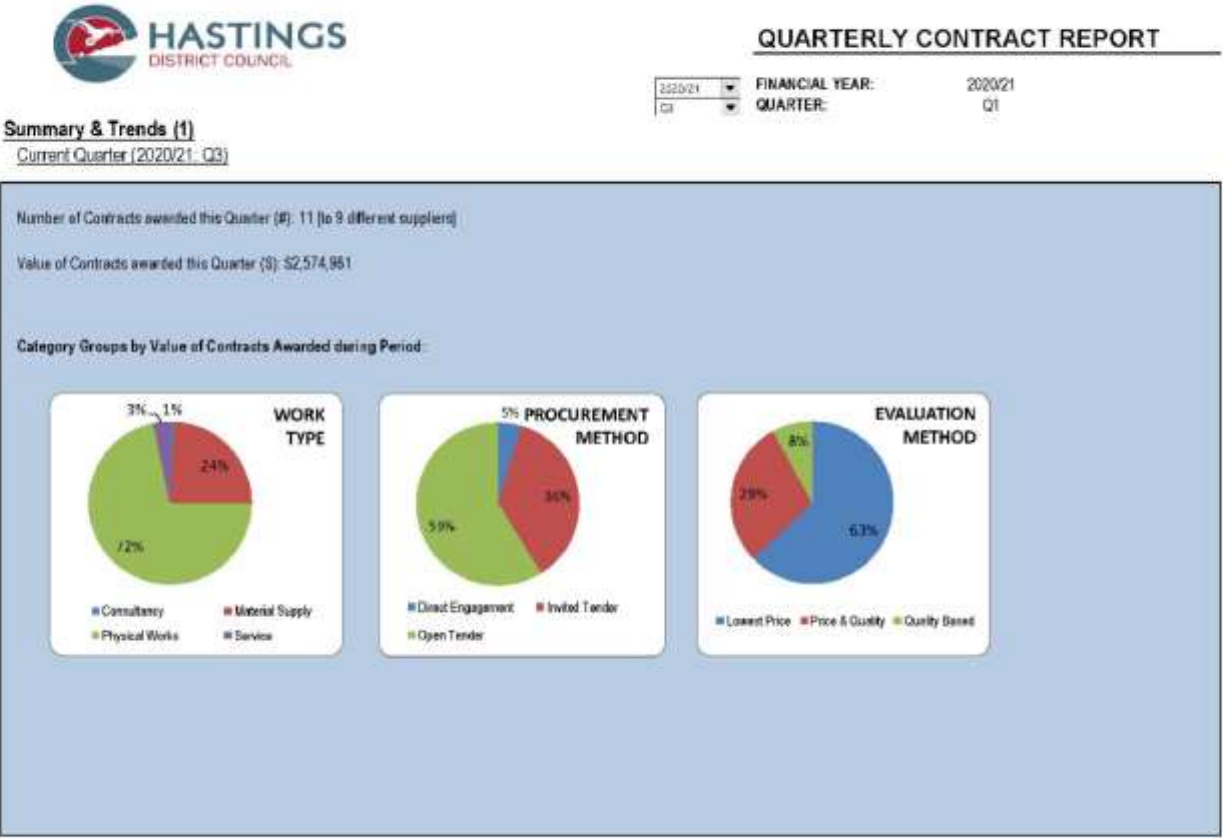 HASTINGS
DISTRICT COUNCIL
QUARTERLY CONTRACT REPORT
2020/21 FINANCIAL YEAR: 2020/21
Q3 QUARTER: Q1
Summary & Trends (1)
Current Quarter (2020/21: Q3)
Number of Contracts awarded this Quarter (#): 11 [to 9 different suppliers]
Value of Contracts awarded this Quarter ($): $2,574,961
Category Groups by Value of Contracts Awarded during Period:
WORK
TYPE
3% 1%
24%
72%
Consultancy Material Supply
Physical Works Service
PROCUREMENT
METHOD
5%
36%
59%
Direct Engagement Invited Tender
Open Tender
EVALUATION
METHOD
8%
29%
63%
Lowest Price Price & Quality Quality Based